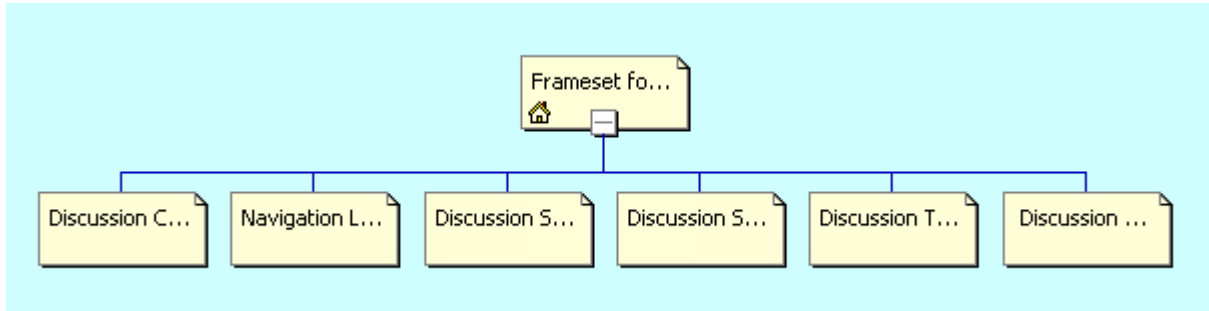 Frameset fo...
Discussion C...
Navigation L...
Discussion S...
Discussion S...
Discussion T...
Discussion ...